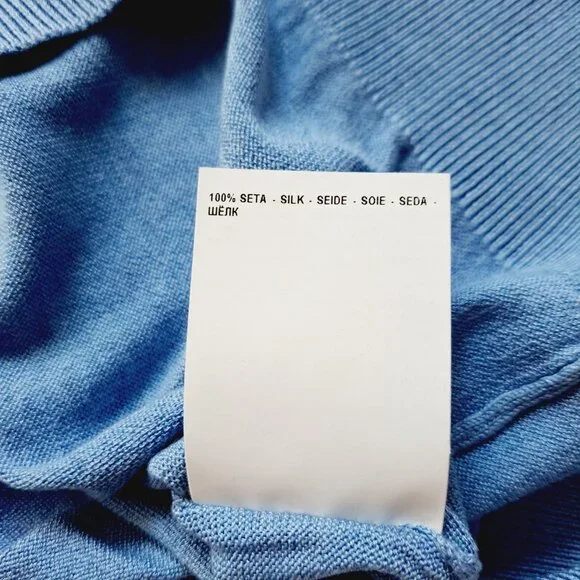 100% SETA - SILK - SEIDE - SOIE - SEDA -
ШЁЛК